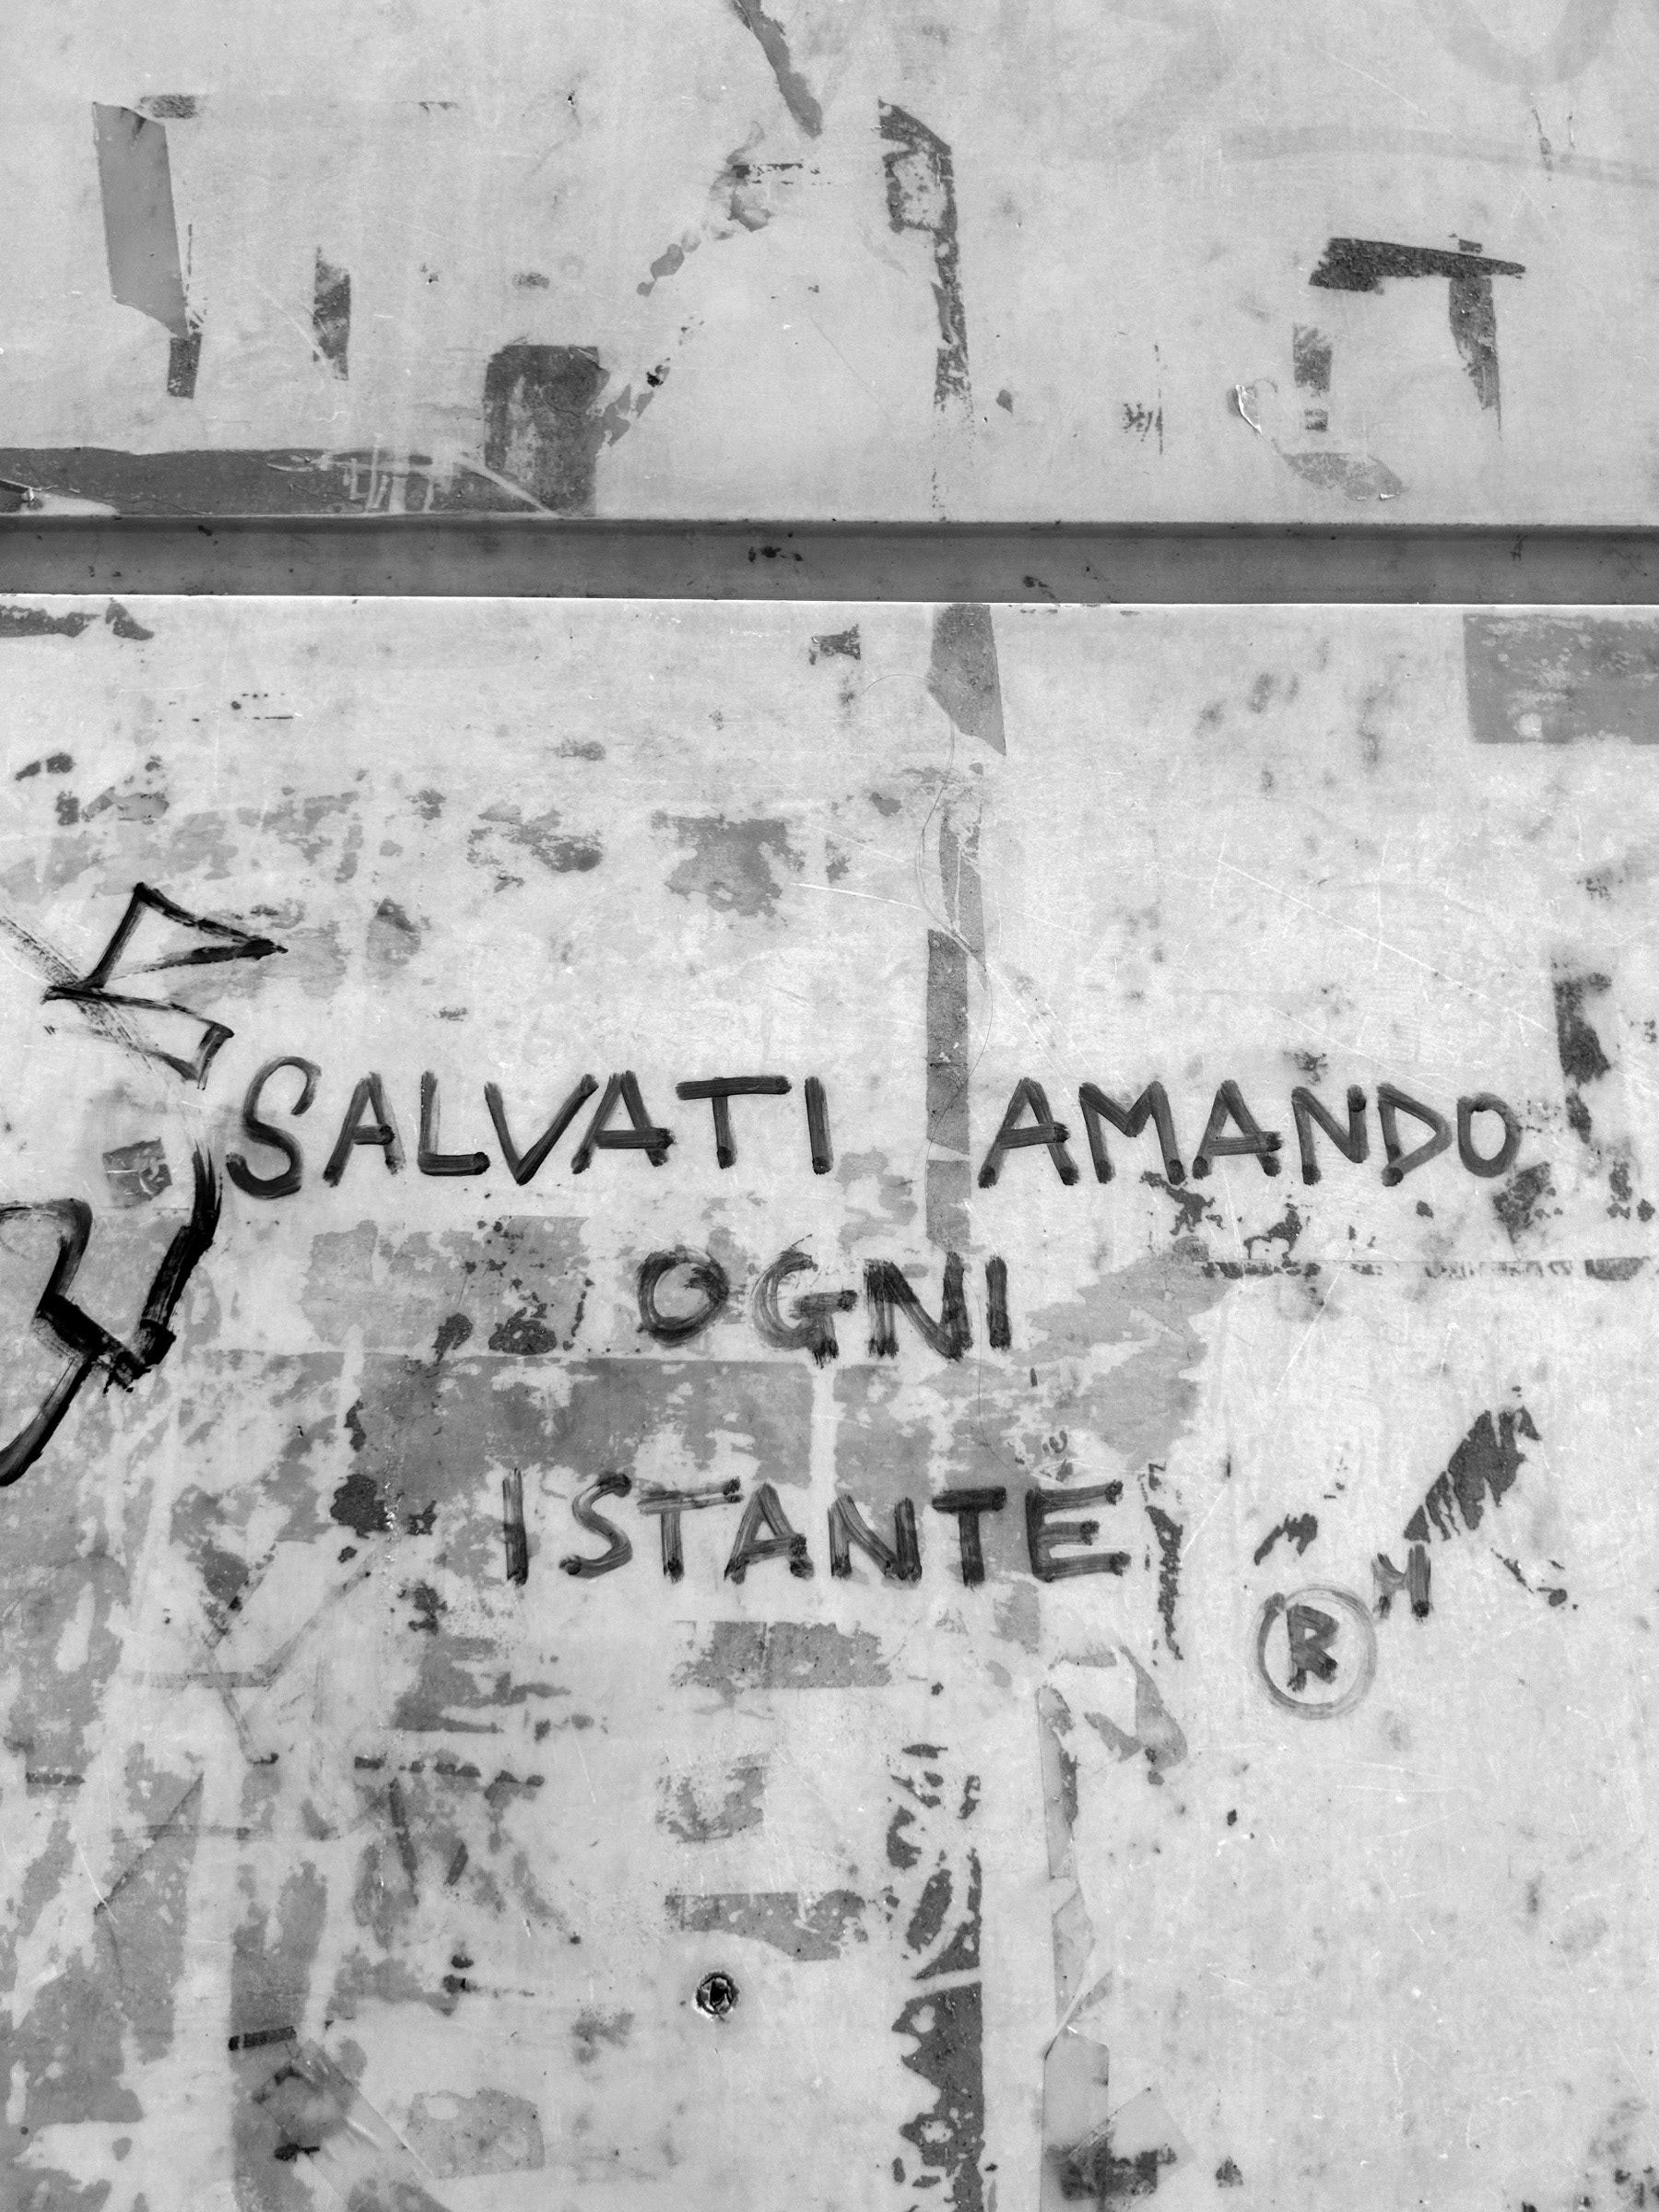 SALVATI AMANDO
OGNI
ISTANTE
M
R